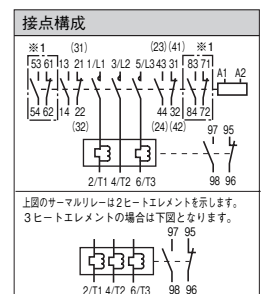 接点構成
※1 (31) (23)(41) ※1
53 61 13 21 1/L1 3/L2 5/L3 43 31 83 71
A1 A2
54 62 14 22 44 32 84 72
(32) (24)(42)
97 95
2/T1 4/T2 6/T3 98 96
上図のサーマルリレーは2ヒートエレメントを示します。
3ヒートエレメントの場合は下図となります。
97 95
2/T1 4/T2 6/T3 98 96